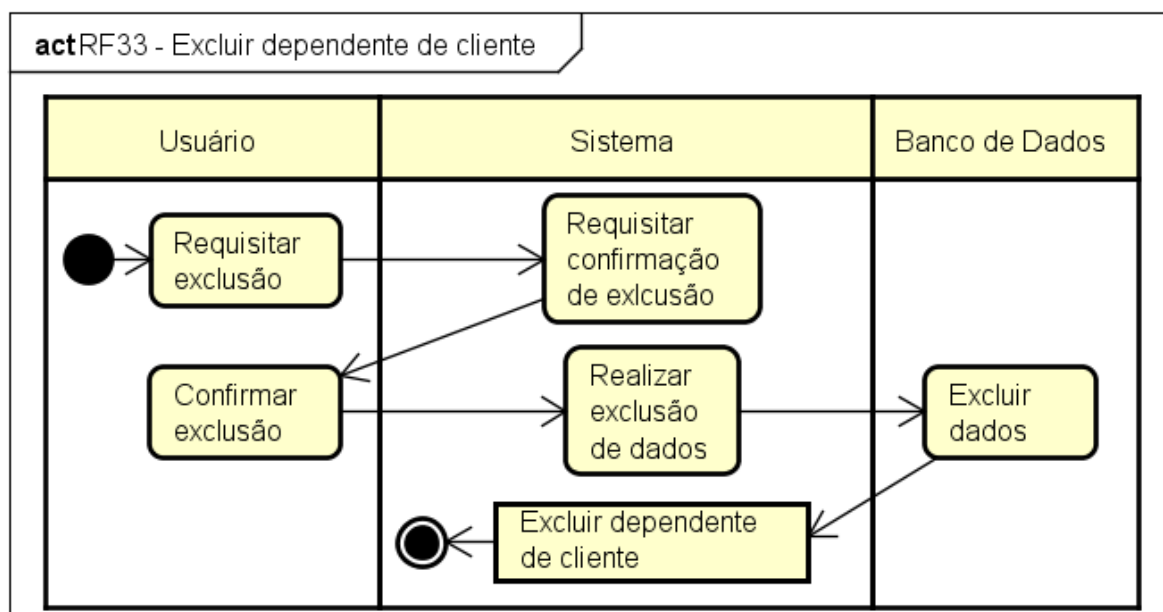 actRF33 - Excluir dependente de cliente
Usuário
Sistema
Banco de Dados
Requisitar
exclusão
Requisitar
confirmação
de exlcusão
Confirmar
exclusão
Realizar
exclusão
de dados
Excluir
dados
Excluir dependente
de cliente